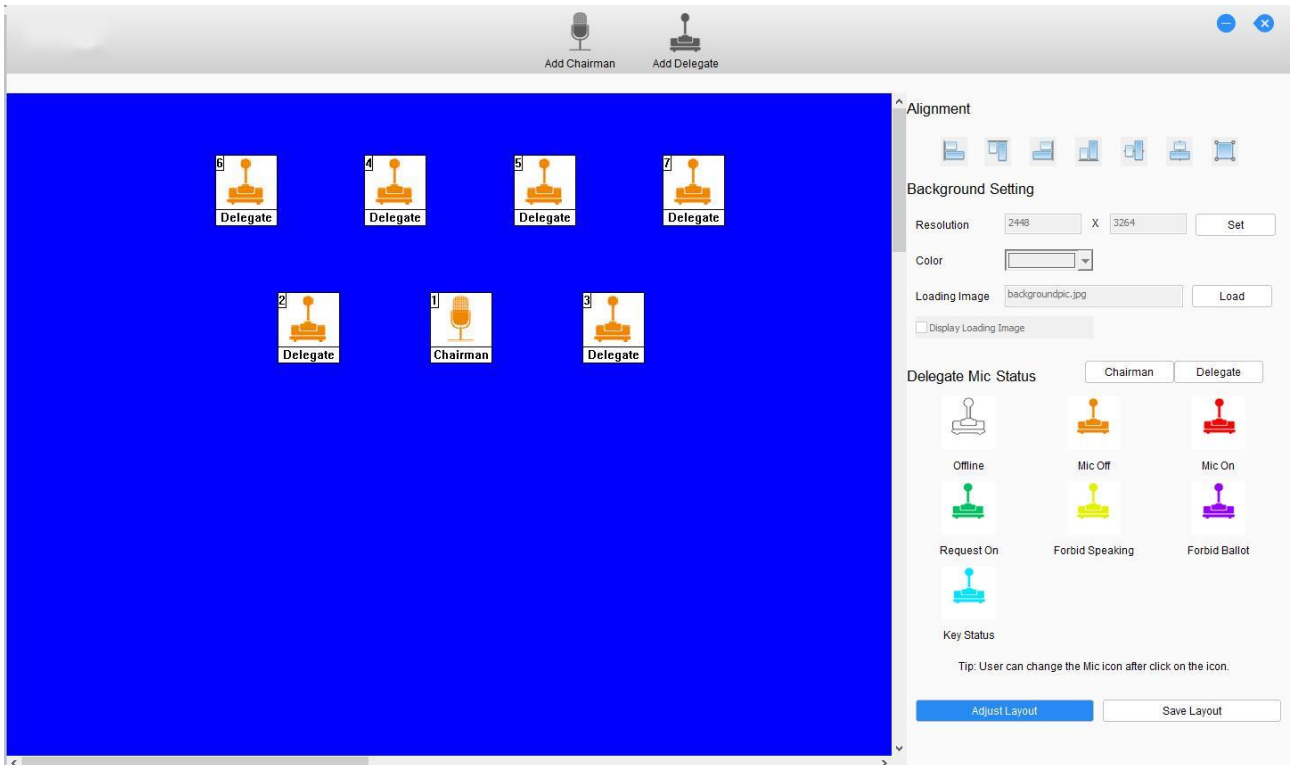 Add Chairman Add Delegate
Alignment
6 4 5 7
Delegate Delegate Delegate Delegate
2 1 3
Delegate Chairman Delegate
Background Setting
Resolution 2448 X 3264 Set
Color
Loading Image backgroundpic.jpg Load
Display Loading Image
Delegate Mic Status Chairman Delegate
Offline Mic Off Mic On
Request On Forbid Speaking Forbid Ballot
Key Status
Tip: User can change the Mic icon after click on the icon.
Adjust Layout Save Layout